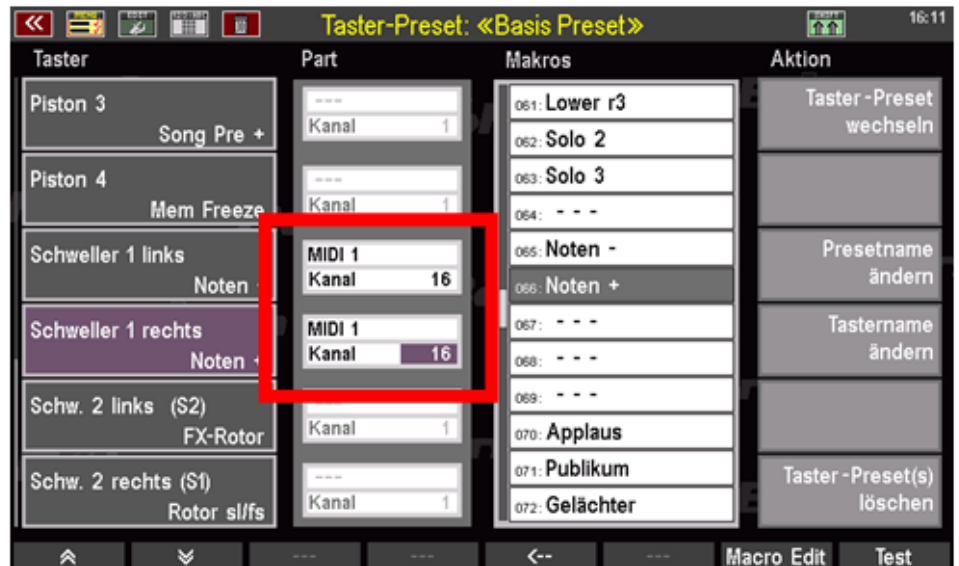 Taster-Preset: «Basis Preset»
16:11
Taster
Part
Makros
Aktion
Piston 3
Song Pre +
Piston 4
Mem Freeze
Schweller 1 links
Noten
Schweller 1 rechts
Noten +
Schw. 2 links (S2)
FX-Rotor
Schw. 2 rechts (S1)
Rotor sl/fs
---
Kanal 1
---
Kanal 1
MIDI 1
Kanal 16
MIDI 1
Kanal 16
Kanal 1
---
Kanal 1
061: Lower r3
062: Solo 2
063: Solo 3
064: - - -
065: Noten -
066: Noten +
067: - - -
068: - - -
069: - - -
070: Applaus
071: Publikum
072: Gelächter
Taster-Preset
wechseln
Presetname
ändern
Tastername
ändern
Taster-Preset(s)
löschen
--- --- <-- --- Macro Edit Test